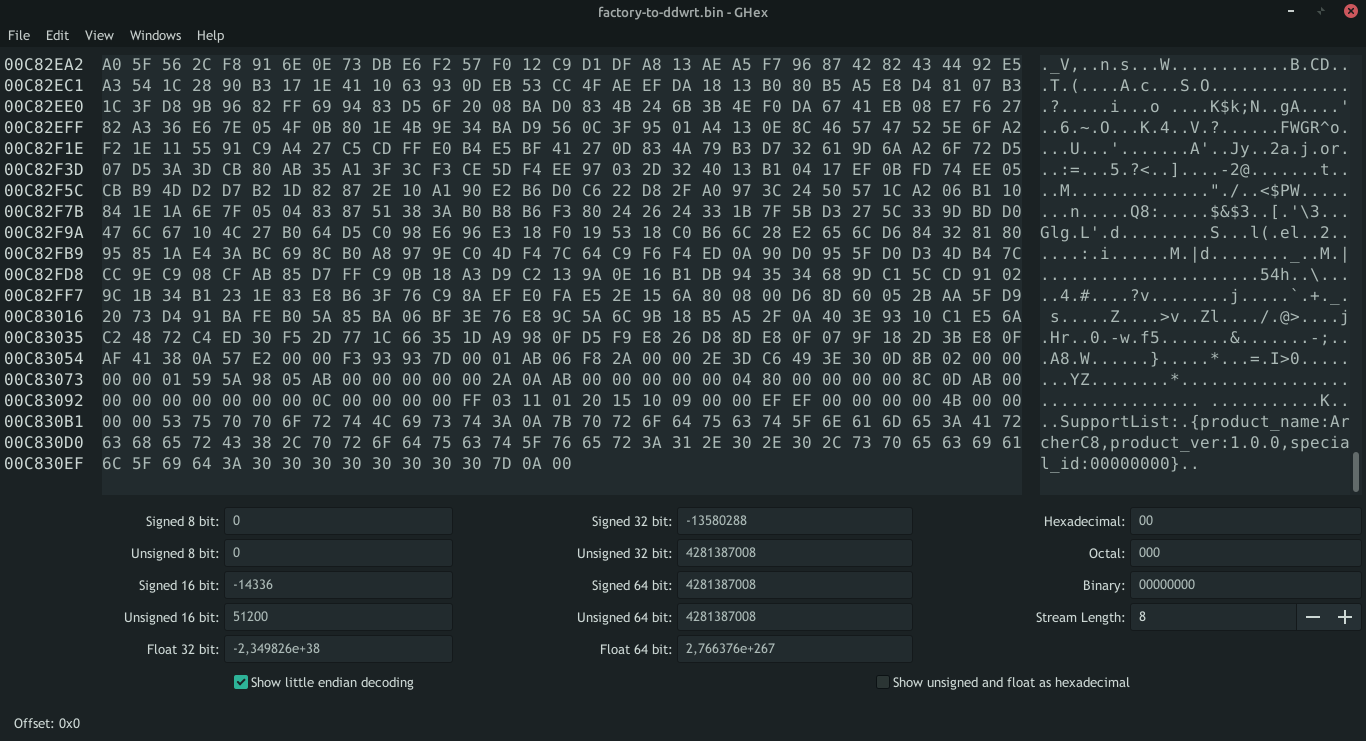 factory-to-ddwrt.bin - GHex
File Edit View Windows Help
00C82EA2 A0 5F 56 2C F8 91 6E 0E 73 DB E6 F2 57 F0 12 C9 D1 DF A8 13 AE A5 F7 96 87 42 82 43 44 92 E5 ._V,..n.s...W............B.CD..
00C82EC1 A3 54 1C 28 90 B3 17 1E 41 10 63 93 0D EB 53 CC 4F AE EF DA 18 13 B0 80 B5 A5 E8 D4 81 07 B3 .T.(....A.c...S.O..............
00C82EE0 1C 3F D8 9B 96 82 FF 69 94 83 D5 6F 20 08 BA D0 83 4B 24 6B 3B 4E F0 DA 67 41 EB 08 E7 F6 27 .?.....i...o ....K$k;N..gA....'
00C82EFF 82 A3 36 E6 7E 05 4F 0B 80 1E 4B 9E 34 BA D9 56 0C 3F 95 01 A4 13 0E 8C 46 57 47 52 5E 6F A2 ..6.~.O...K.4..V.?......FWGR^o.
00C82F1E F2 1E 11 55 91 C9 A4 27 C5 CD FF E0 B4 E5 BF 41 27 0D 83 4A 79 B3 D7 32 61 9D 6A A2 6F 72 D5 ...U...'.......A'..Jy..2a.j.or.
00C82F3D 07 D5 3A 3D CB 80 AB 35 A1 3F 3C F3 CE 5D F4 EE 97 03 2D 32 40 13 B1 04 17 EF 0B FD 74 EE 05 ..:=...5.?<..]....-2@.......t..
00C82F5C CB B9 4D D2 D7 B2 1D 82 87 2E 10 A1 90 E2 B6 D0 C6 22 D8 2F A0 97 3C 24 50 57 1C A2 06 B1 10 ..M.............."./..<$PW.....
00C82F7B 84 1E 1A 6E 7F 05 04 83 87 51 38 3A B0 B8 B6 F3 80 24 26 24 33 1B 7F 5B D3 27 5C 33 9D BD D0 ...n.....Q8:.....$&$3..[.'\3...
00C82F9A 47 6C 67 10 4C 27 B0 64 D5 C0 98 E6 96 E3 18 F0 19 53 18 C0 B6 6C 28 E2 65 6C D6 84 32 81 80 Glg.L'.d.........S...l(.el..2..
00C82FB9 95 85 1A E4 3A BC 69 8C B0 A8 97 9E C0 4D F4 7C 64 C9 F6 F4 ED 0A 90 D0 95 5F D0 D3 4D B4 7C ....:.i......M.|d........_..M.|
00C82FD8 CC 9E C9 08 CF AB 85 D7 FF C9 0B 18 A3 D9 C2 13 9A 0E 16 B1 DB 94 35 34 68 9D C1 5C CD 91 02 ......................54h..\...
00C82FF7 9C 1B 34 B1 23 1E 83 E8 B6 3F 76 C9 8A EF E0 FA E5 2E 15 6A 80 08 00 D6 8D 60 05 2B AA 5F D9 ..4.#....?v........j.....`.+._.
00C83016 20 73 D4 91 BA FE B0 5A 85 BA 06 BF 3E 76 E8 9C 5A 6C 9B 18 B5 A5 2F 0A 40 3E 93 10 C1 E5 6A s.....Z....>v..Zl..../.@>....j
00C83035 C2 48 72 C4 ED 30 F5 2D 77 1C 66 35 1D A9 98 0F D5 F9 E8 26 D8 8D E8 0F 07 9F 18 2D 3B E8 0F .Hr..0.-w.f5.......&.......-;..
00C83054 AF 41 38 0A 57 E2 00 00 F3 93 93 7D 00 01 AB 06 F8 2A 00 00 2E 3D C6 49 3E 30 0D 8B 02 00 00 .A8.W......}.....*...=.I>0.....
00C83073 00 00 01 59 5A 98 05 AB 00 00 00 00 00 2A 0A AB 00 00 00 00 00 04 80 00 00 00 00 8C 0D AB 00 ...YZ........*.................
00C83092 00 00 00 00 00 00 0C 00 00 00 00 FF 03 11 01 20 15 10 09 00 00 EF EF 00 00 00 00 4B 00 00 ............... ...........K..
00C830B1 00 00 53 75 70 70 6F 72 74 4C 69 73 74 3A 0A 7B 70 72 6F 64 75 63 74 5F 6E 61 6D 65 3A 41 72 ..SupportList:.{product_name:Ar
00C830D0 63 68 65 72 43 38 2C 70 72 6F 64 75 63 74 5F 76 65 72 3A 31 2E 30 2E 30 2C 73 70 65 63 69 61 cherC8,product_ver:1.0.0,specia
00C830EF 6C 5F 69 64 3A 30 30 30 30 30 30 30 30 7D 0A 00 l_id:00000000}..
Signed 8 bit: 0 Signed 32 bit: -13580288 Hexadecimal: 00
Unsigned 8 bit: 0 Unsigned 32 bit: 4281387008 Octal: 000
Signed 16 bit: -14336 Signed 64 bit: 4281387008 Binary: 00000000
Unsigned 16 bit: 51200 Unsigned 64 bit: 4281387008 Stream Length: 8
Float 32 bit: -2,349826e+38 Float 64 bit: 2,766376e+267
Show little endian decoding Show unsigned and float as hexadecimal
Offset: 0x0